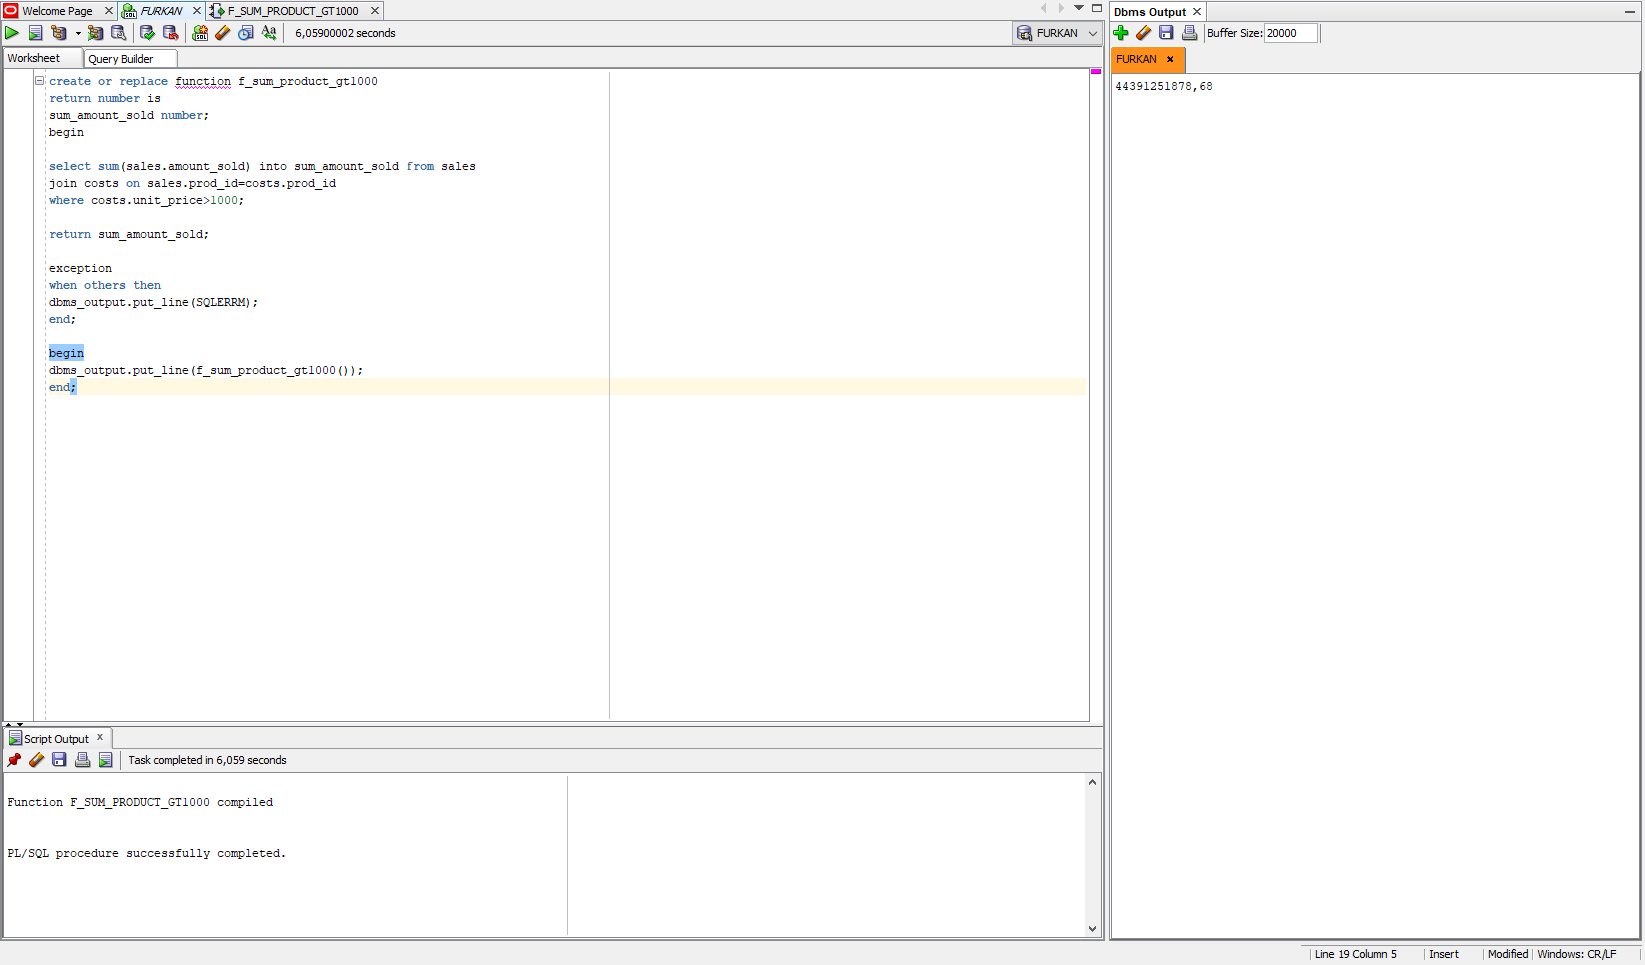 Welcome Page
FURKAN
F_SUM_PRODUCT_GT1000
6,05900002 seconds
FURKAN
Worksheet
Query Builder
create or replace function f_sum_product_gt1000
return number is
sum_amount_sold number;
begin
select sum(sales.amount_sold) into sum_amount_sold from sales
join costs on sales.prod_id=costs.prod_id
where costs.unit_price>1000;
return sum_amount_sold;
exception
when others then
dbms_output.put_line(SQLERRM);
end;
begin
dbms_output.put_line(f_sum_product_gt1000());
end;
Script Output
Task completed in 6,059 seconds
Function F_SUM_PRODUCT_GT1000 compiled
PL/SQL procedure successfully completed.
Dbms Output
Buffer Size: 20000
FURKAN
44391251878,68
Line 19 Column 5
Insert
Modified
Windows: CR/LF